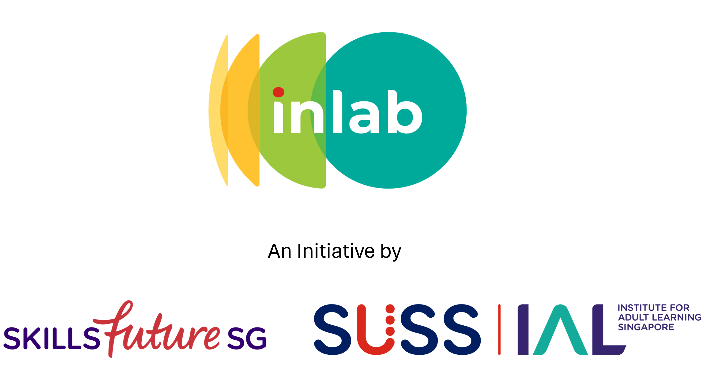 inlab
An Initiative by
SKILLSfuture SG
SUSS IAL INSTITUTE FOR
ADULT LEARNING
SINGAPORE